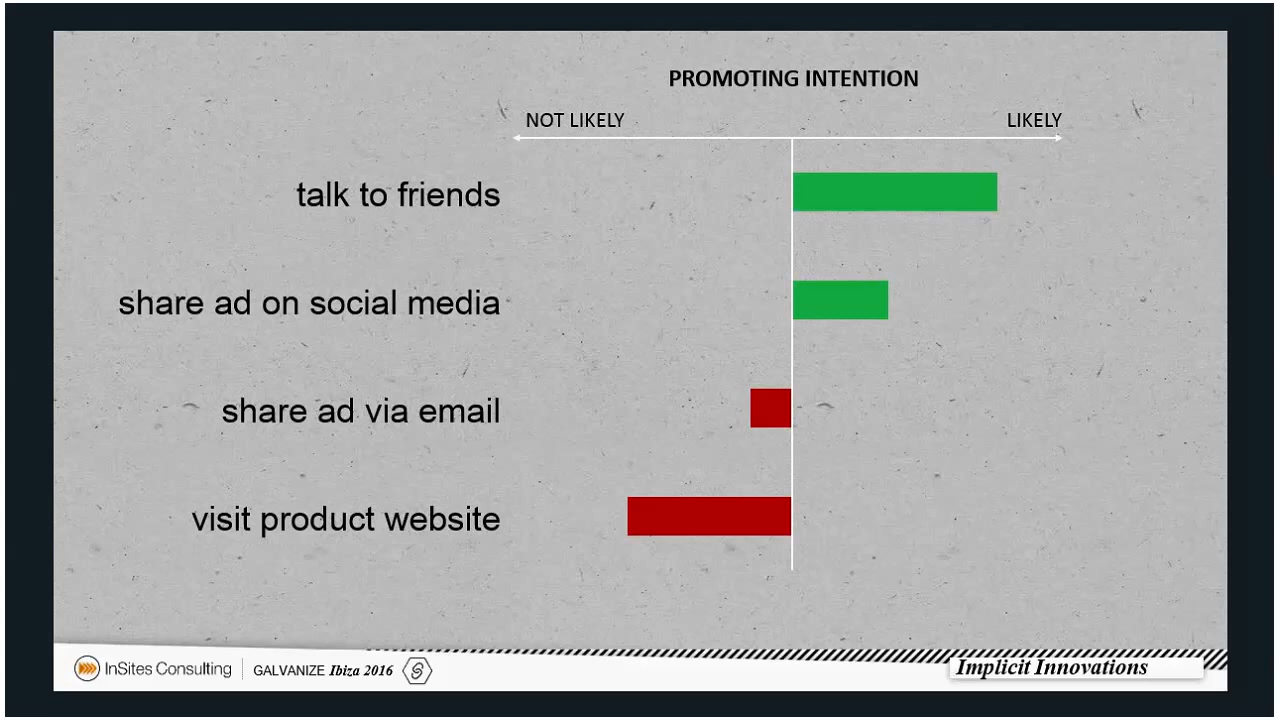 PROMOTING INTENTION
NOT LIKELY
LIKELY
talk to friends
share ad on social media
share ad via email
visit product website
InSites Consulting
GALVANIZE Ibiza 2016
Implicit Innovations